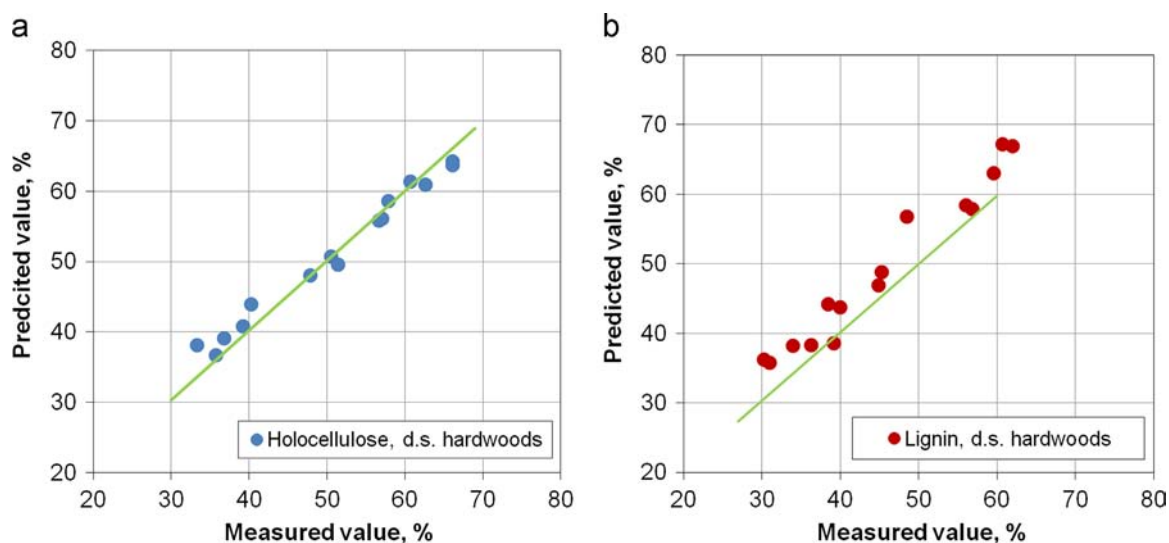 a
80
70
60
50
40
30
20
Predcited value, %
20 30 40 50 60 70 80
Measured value, %
Holocellulose, d.s. hardwoods
b
80
70
60
50
40
30
20
Predicted value, %
20 30 40 50 60 70 80
Measured value, %
Lignin, d.s. hardwoods